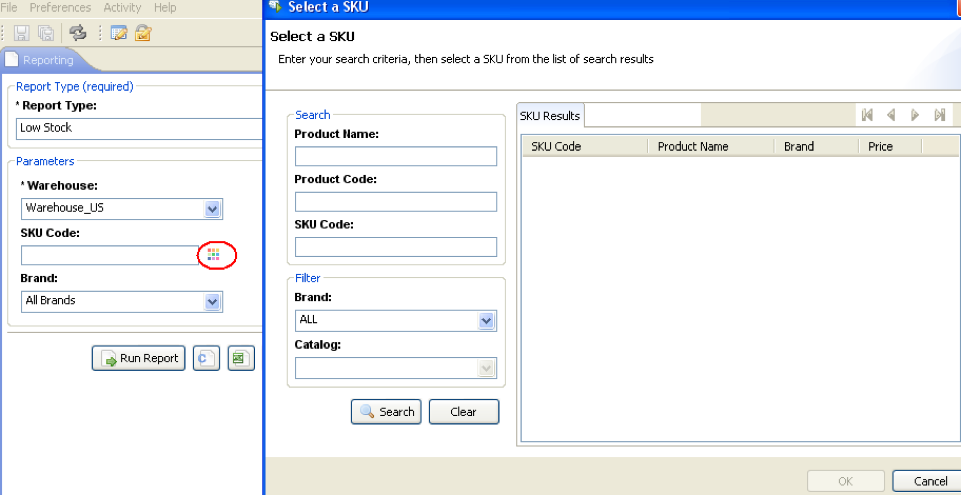 File Preferences Activity Help
Reporting
Report Type (required)
* Report Type:
Low Stock
Parameters
* Warehouse:
Warehouse_US
SKU Code:
Brand:
All Brands
Run Report
Select a SKU
Select a SKU
Enter your search criteria, then select a SKU from the list of search results
Search
Product Name:
Product Code:
SKU Code:
Filter
Brand:
ALL
Catalog:
Search Clear
SKU Results
SKU Code Product Name Brand Price
OK Cancel